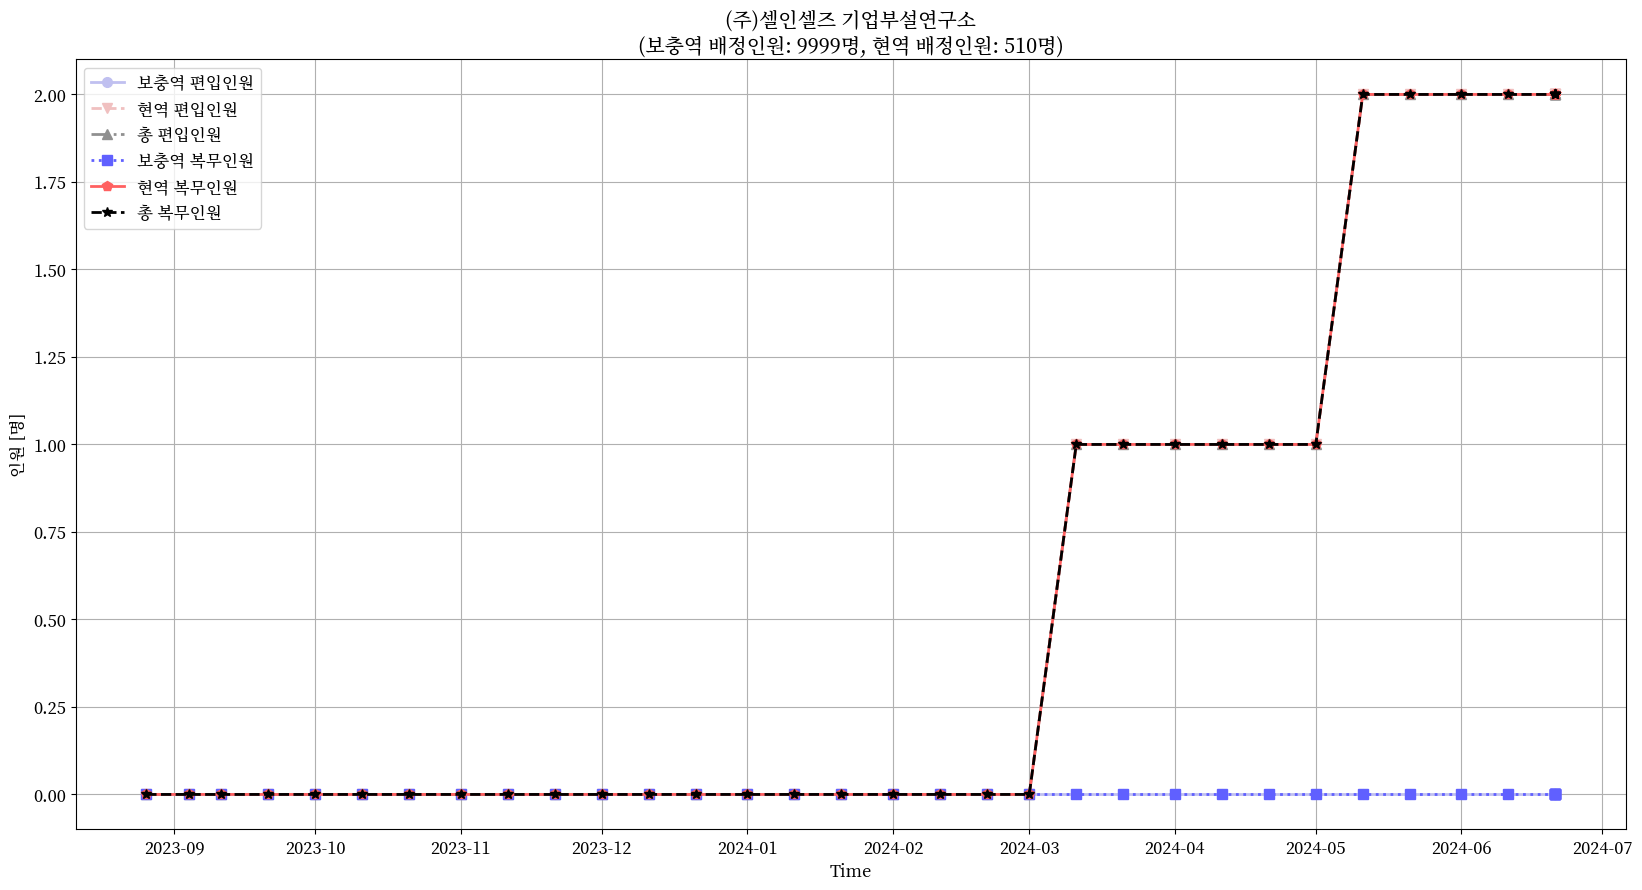 (주)셀인셀즈 기업부설연구소
(보충역 배정인원: 9999명, 현역 배정인원: 510명)
보충역 편입인원
현역 편입인원
총 편입인원
보충역 복무인원
현역 복무인원
총 복무인원
2.00
1.75
1.50
1.25
1.00
0.75
0.50
0.25
0.00
인원 [명]
2023-09 2023-10 2023-11 2023-12 2024-01 2024-02 2024-03 2024-04 2024-05 2024-06 2024-07
Time